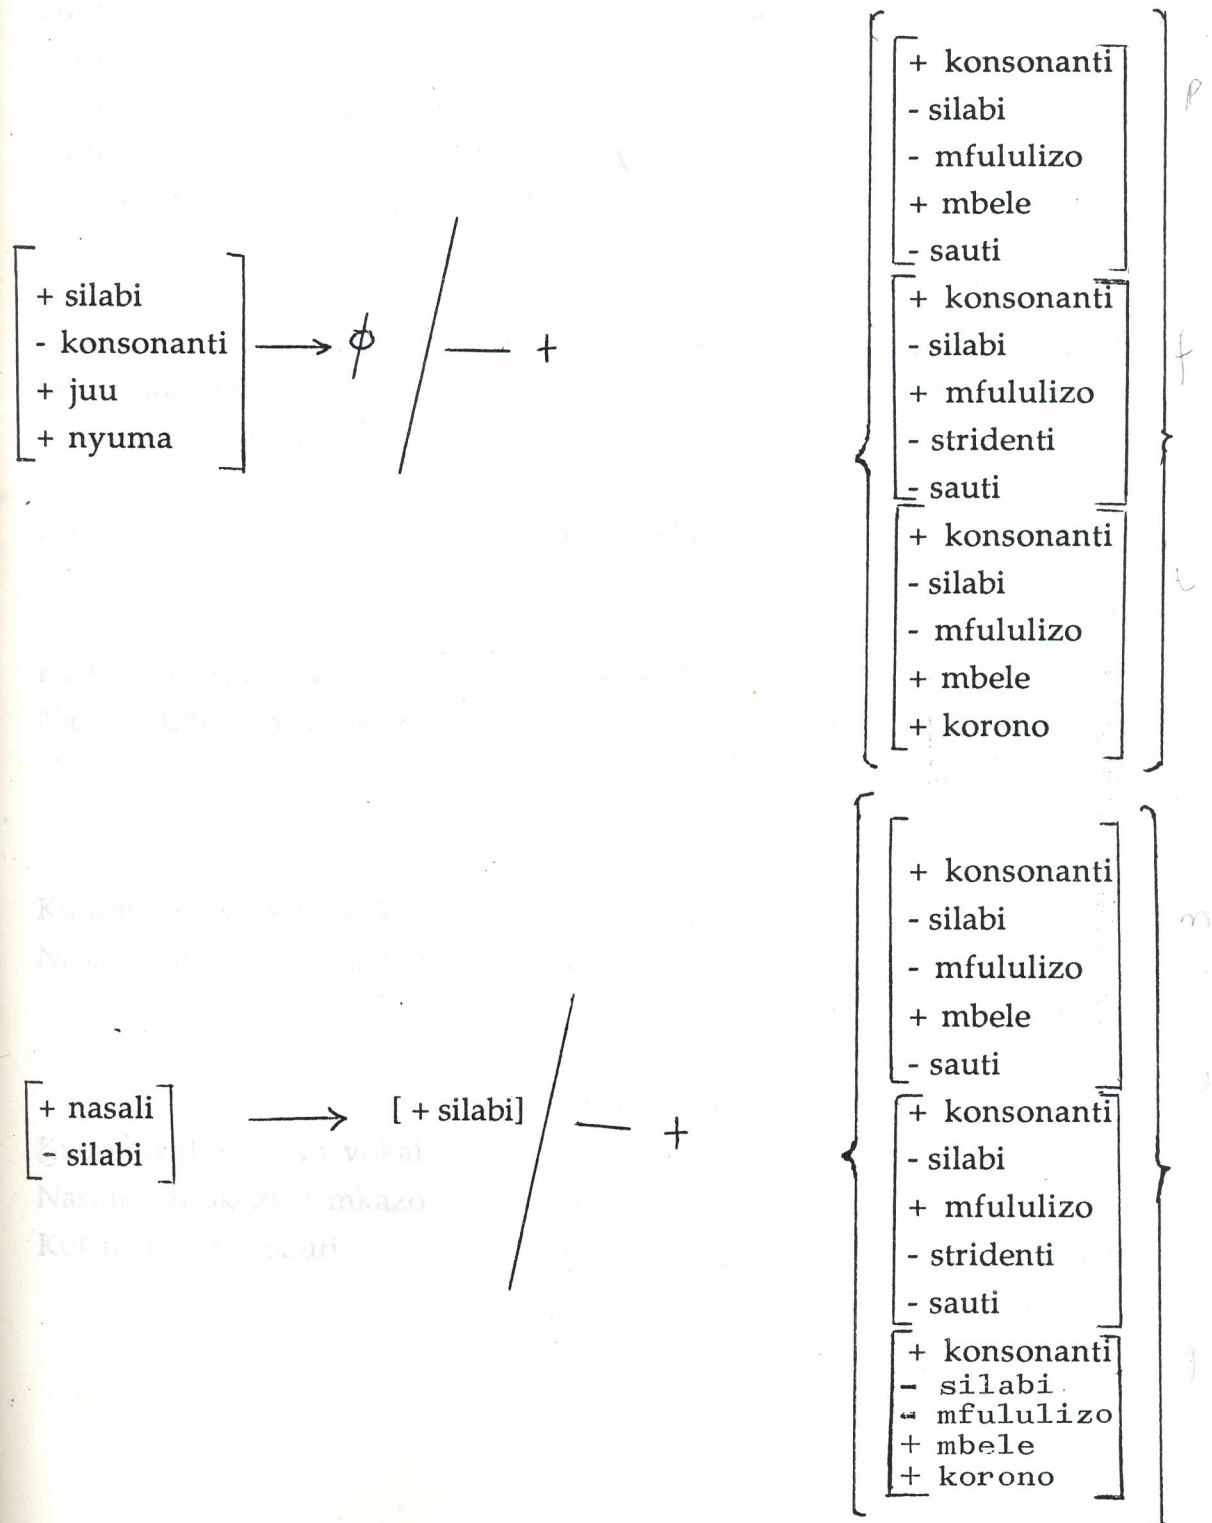 + konsonanti
- silabi
- mfululizo
+ mbele
- sauti
+ konsonanti
- silabi
+ mfululizo
- stridenti
- sauti
+ konsonanti
- silabi
- mfululizo
+ mbele
+ korono
+ silabi
- konsonanti
+ juu
+ nyuma
⟶ ϕ / — +
p
f
t
+ konsonanti
- silabi
- mfululizo
+ mbele
- sauti
+ konsonanti
- silabi
+ mfululizo
- stridenti
- sauti
+ konsonanti
- silabi
- mfululizo
+ mbele
+ korono
+ nasali
- silabi
⟶ [ + silabi] / — +